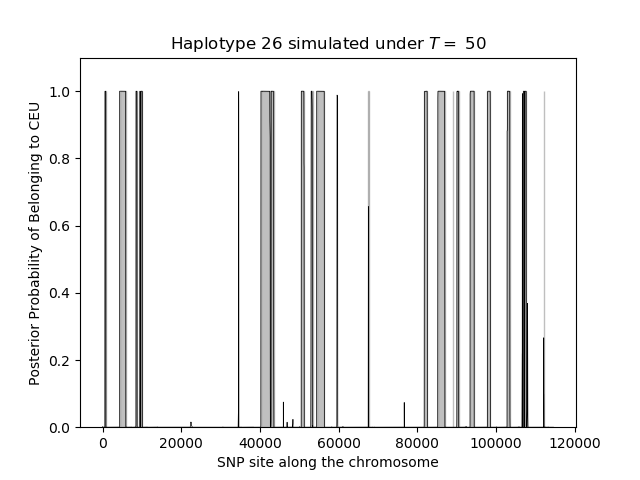 Haplotype 26 simulated under T = 50
Posterior Probability of Belonging to CEU
1.0
0.8
0.6
0.4
0.2
0.0
0 20000 40000 60000 80000 100000 120000
SNP site along the chromosome